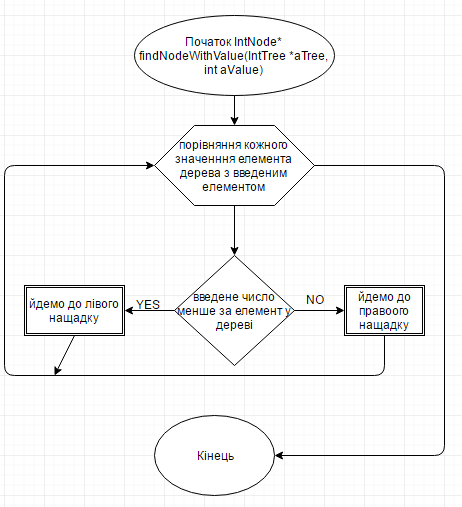 Початок IntNode*
findNodeWithValue(IntTree *aTree,
int aValue)
порівняння кожного
значенння елемента
дерева з введеним
елементом
введене число
менше за елемент у
дереві
YES
NO
йдемо до лівого
нащадку
йдемо до
правоого
нащадку
Кінець